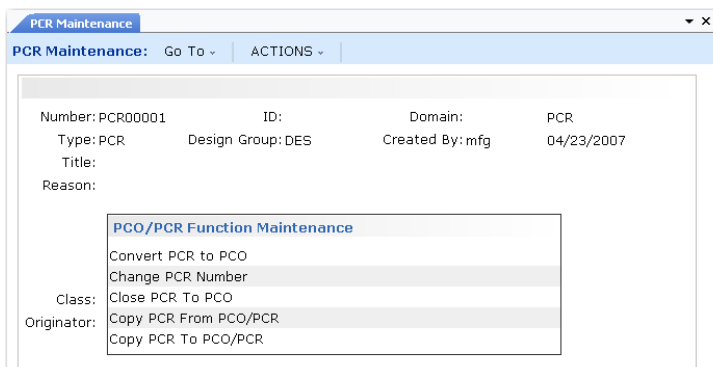 PCR Maintenance
PCR Maintenance: Go To ACTIONS
Number: PCR00001 ID: Domain: PCR
Type: PCR Design Group: DES Created By: mfg 04/23/2007
Title:
Reason:
PCO/PCR Function Maintenance
Convert PCR to PCO
Change PCR Number
Class: Close PCR To PCO
Originator: Copy PCR From PCO/PCR
Copy PCR To PCO/PCR